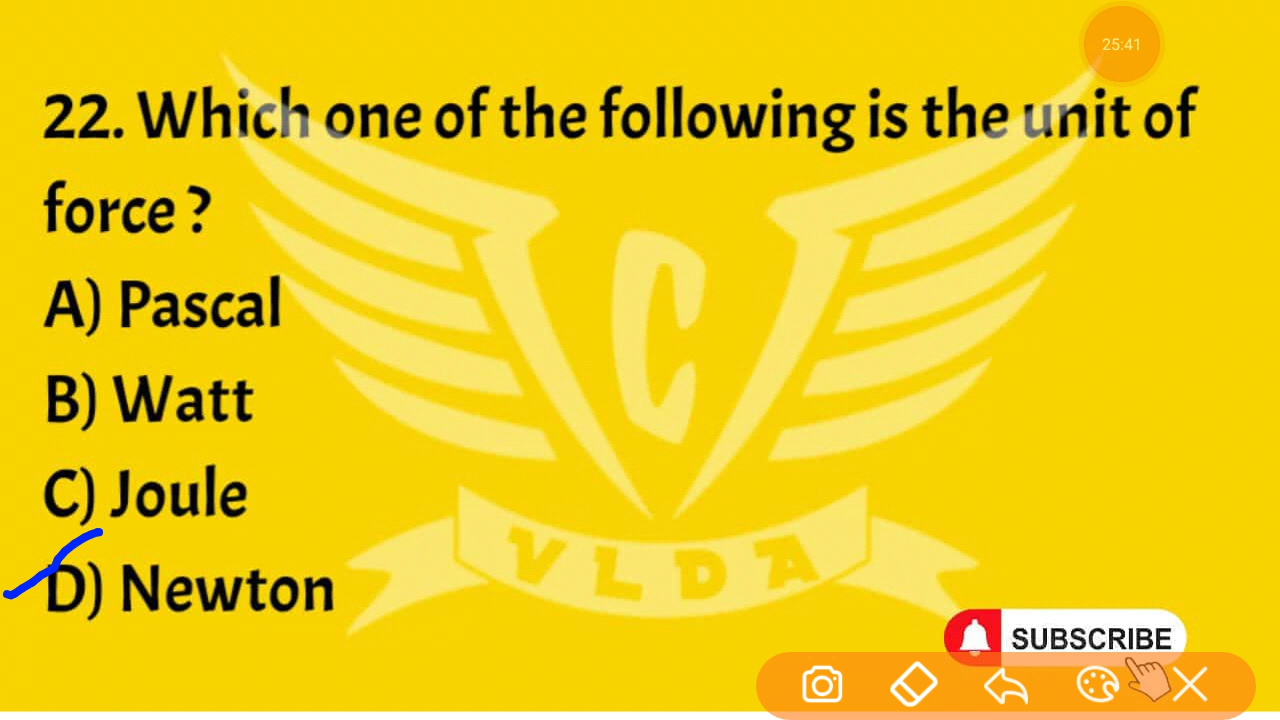 25:41
22. Which one of the following is the unit of
force ?
A) Pascal
B) Watt
C) Joule
D) Newton
C
VLDA
SUBSCRIBE